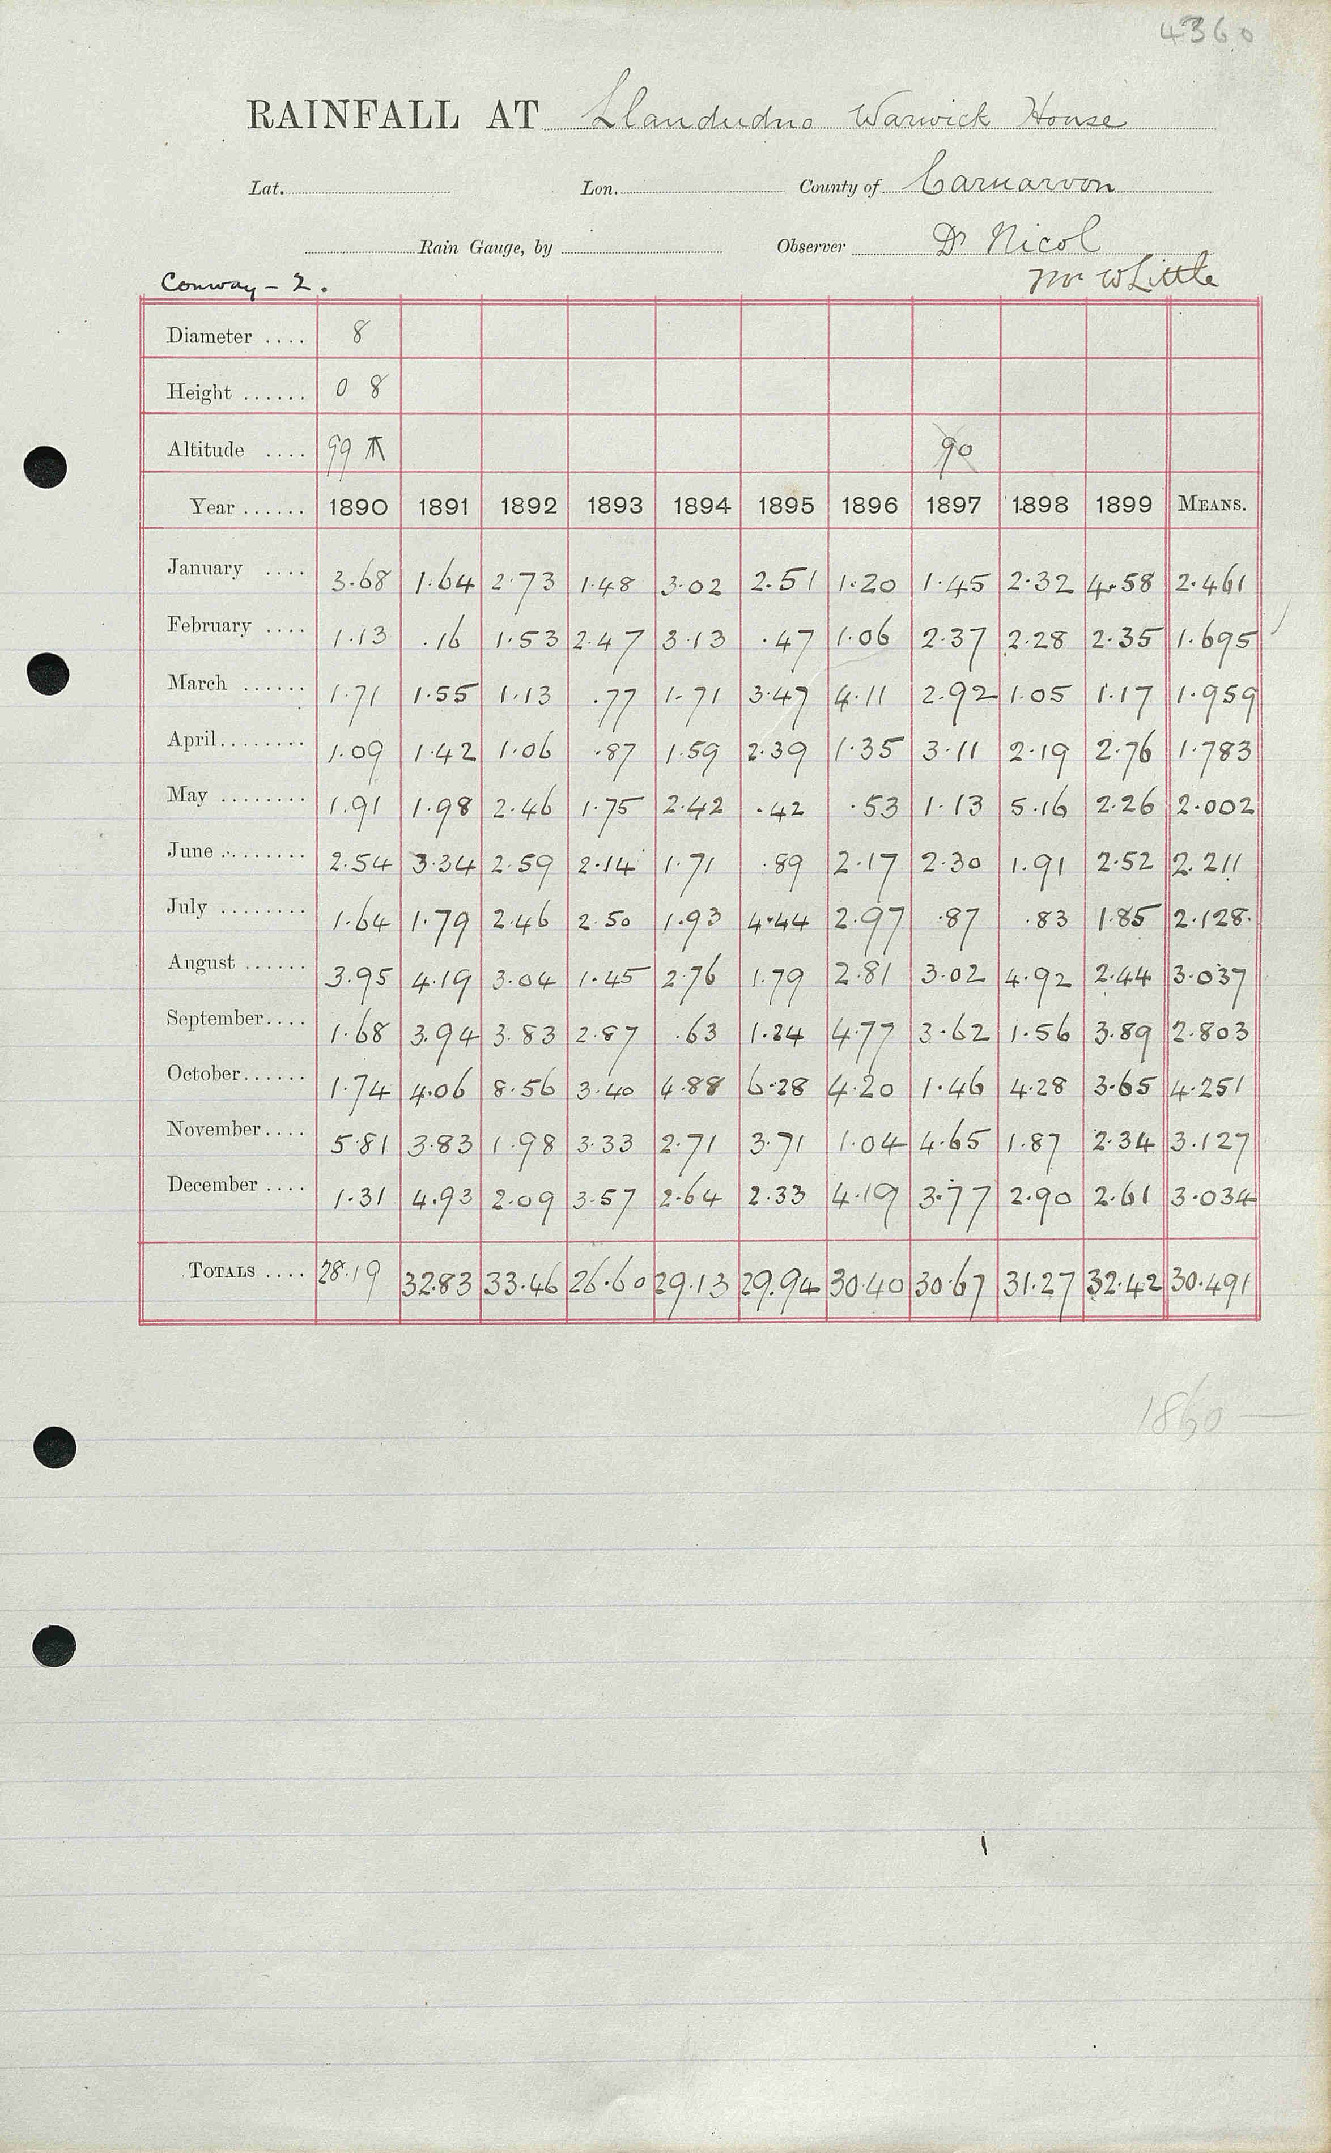 4360
RAINFALL AT Llandudno Warwick House
Lat. Lon. County of Carnarvon
Rain Gauge, by Observer Dr Nicol
Conway - 2. Mr W Little
Diameter .... 8
Height ...... 0 8
Altitude .... 99 90
Year ...... 1890 1891 1892 1893 1894 1895 1896 1897 1898 1899 MEANS.
January .... 3.68 1.64 2.73 1.48 3.02 2.51 1.20 1.45 2.32 4.58 2.461
February .... 1.13 .16 1.53 2.47 3.13 .47 1.06 2.37 2.28 2.35 1.695
March ...... 1.71 1.55 1.13 .77 1.71 3.47 4.11 2.92 1.05 1.17 1.959
April........ 1.09 1.42 1.06 .87 1.59 2.39 1.35 3.11 2.19 2.76 1.783
May ........ 1.91 1.98 2.46 1.75 2.42 .42 .53 1.13 5.16 2.26 2.002
June ........ 2.54 3.34 2.59 2.14 1.71 .89 2.17 2.30 1.91 2.52 2.211
July ........ 1.64 1.79 2.46 2.50 1.93 4.44 2.97 .87 .83 1.85 2.128
August ...... 3.95 4.19 3.04 1.45 2.76 1.79 2.81 3.02 4.92 2.44 3.037
September.... 1.68 3.94 3.83 2.87 .63 1.24 4.77 3.62 1.56 3.89 2.803
October...... 1.74 4.06 8.56 3.40 4.88 6.28 4.20 1.46 4.28 3.65 4.251
November.... 5.81 3.83 1.98 3.33 2.71 3.71 1.04 4.65 1.87 2.34 3.127
December .... 1.31 4.93 2.09 3.57 2.64 2.33 4.19 3.77 2.90 2.61 3.034
TOTALS .... 28.19 32.83 33.46 26.60 29.13 29.94 30.40 30.67 31.27 32.42 30.491
1860 —